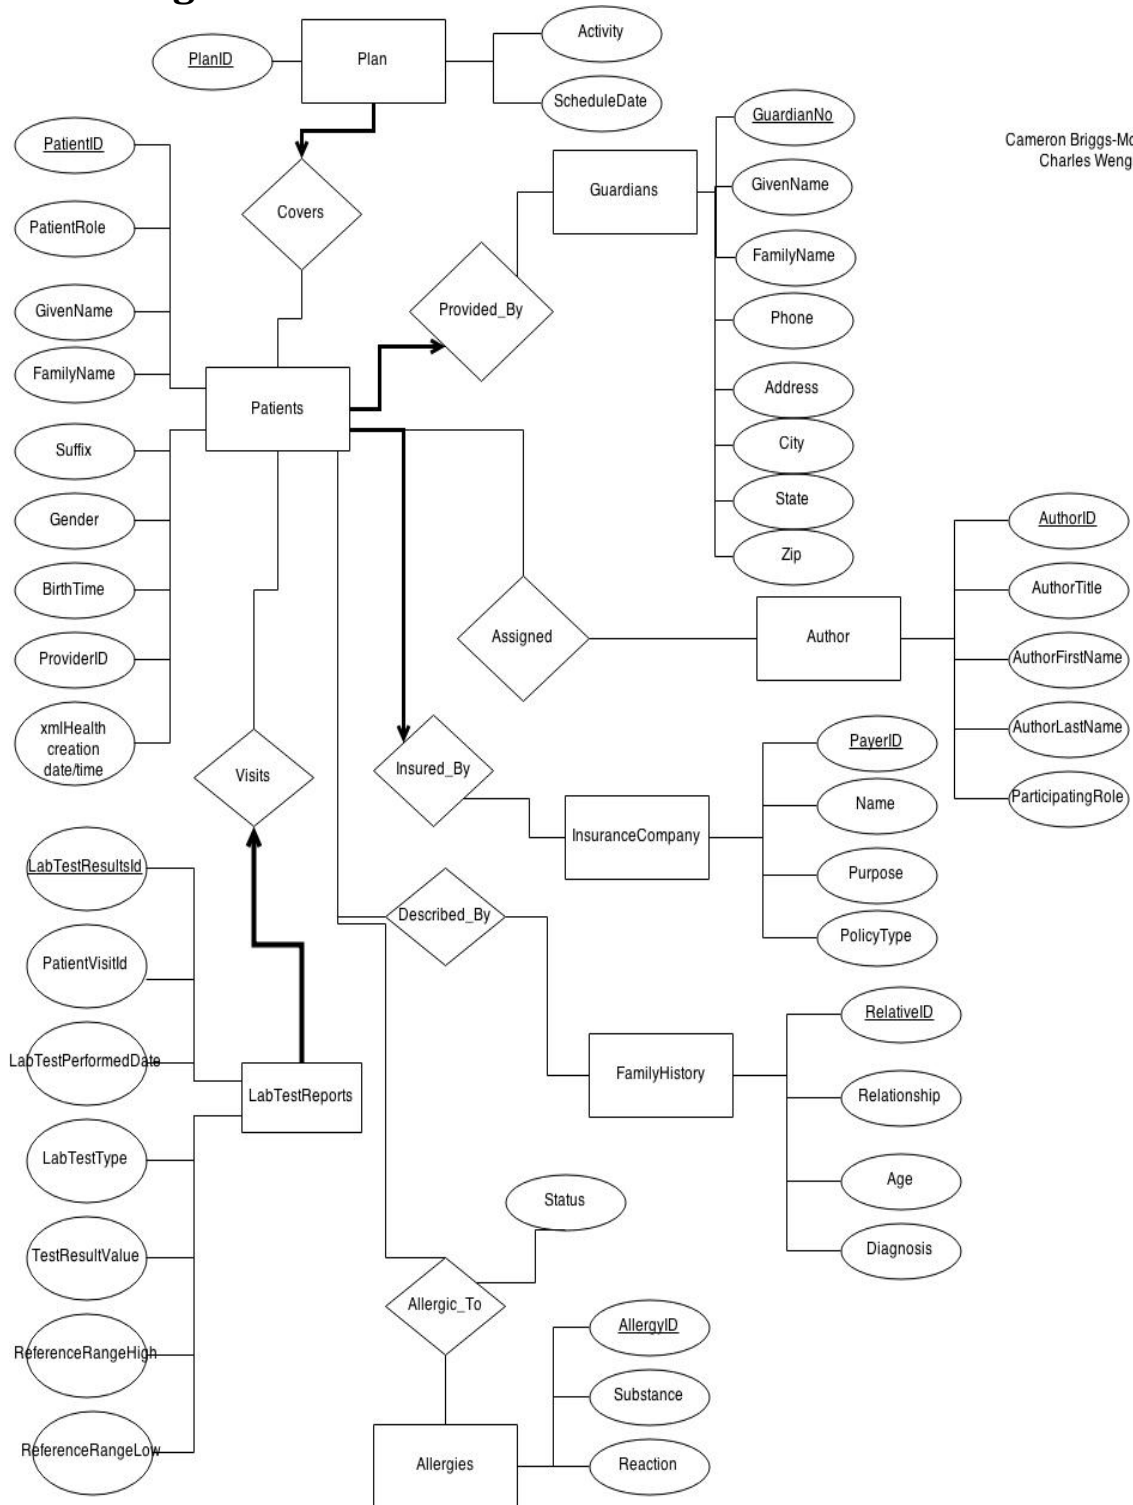 Plan
PlanID
Activity
ScheduleDate
GuardianNo
Cameron Briggs-Mo
Charles Weng
PatientID
GivenName
Guardians
Covers
PatientRole
FamilyName
Provided_By
GivenName
Phone
FamilyName
Address
Patients
City
Suffix
State
Gender
AuthorID
Zip
BirthTime
AuthorTitle
Assigned
Author
ProviderID
AuthorFirstName
xmlHealth
creation
date/time
AuthorLastName
PayerID
Visits
Insured_By
ParticipatingRole
Name
InsuranceCompany
LabTestResultsId
Purpose
Described_By
PolicyType
PatientVisitId
RelativeID
LabTestPerformedDate
FamilyHistory
LabTestReports
Relationship
LabTestType
Age
Status
TestResultValue
Diagnosis
Allergic_To
AllergyID
ReferenceRangeHigh
Substance
ReferenceRangeLow
Allergies
Reaction